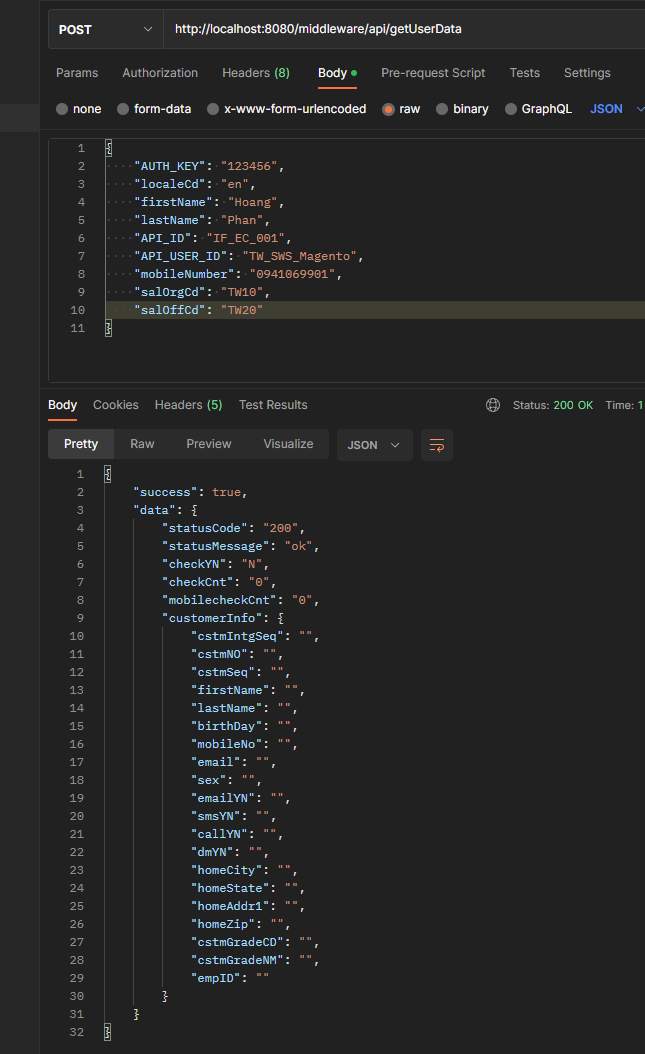 POST http://localhost:8080/middleware/api/getUserData
Params Authorization Headers (8) Body Pre-request Script Tests Settings
none form-data x-www-form-urlencoded raw binary GraphQL JSON
1 {
2 "AUTH_KEY": "123456",
3 "localeCd": "en",
4 "firstName": "Hoang",
5 "lastName": "Phan",
6 "API_ID": "IF_EC_001",
7 "API_USER_ID": "TW_SWS_Magento",
8 "mobileNumber": "0941069901",
9 "salOrgCd": "TW10",
10 "salOffCd": "TW20"
11 }
Body Cookies Headers (5) Test Results Status: 200 OK Time: 1
Pretty Raw Preview Visualize JSON
1 {
2 "success": true,
3 "data": {
4 "statusCode": "200",
5 "statusMessage": "ok",
6 "checkYN": "N",
7 "checkCnt": "0",
8 "mobilecheckCnt": "0",
9 "customerInfo": {
10 "cstmIntgSeq": "",
11 "cstmNO": "",
12 "cstmSeq": "",
13 "firstName": "",
14 "lastName": "",
15 "birthDay": "",
16 "mobileNo": "",
17 "email": "",
18 "sex": "",
19 "emailYN": "",
20 "smsYN": "",
21 "callYN": "",
22 "dmYN": "",
23 "homeCity": "",
24 "homeState": "",
25 "homeAddr1": "",
26 "homeZip": "",
27 "cstmGradeCD": "",
28 "cstmGradeNM": "",
29 "empID": ""
30 }
31 }
32 }